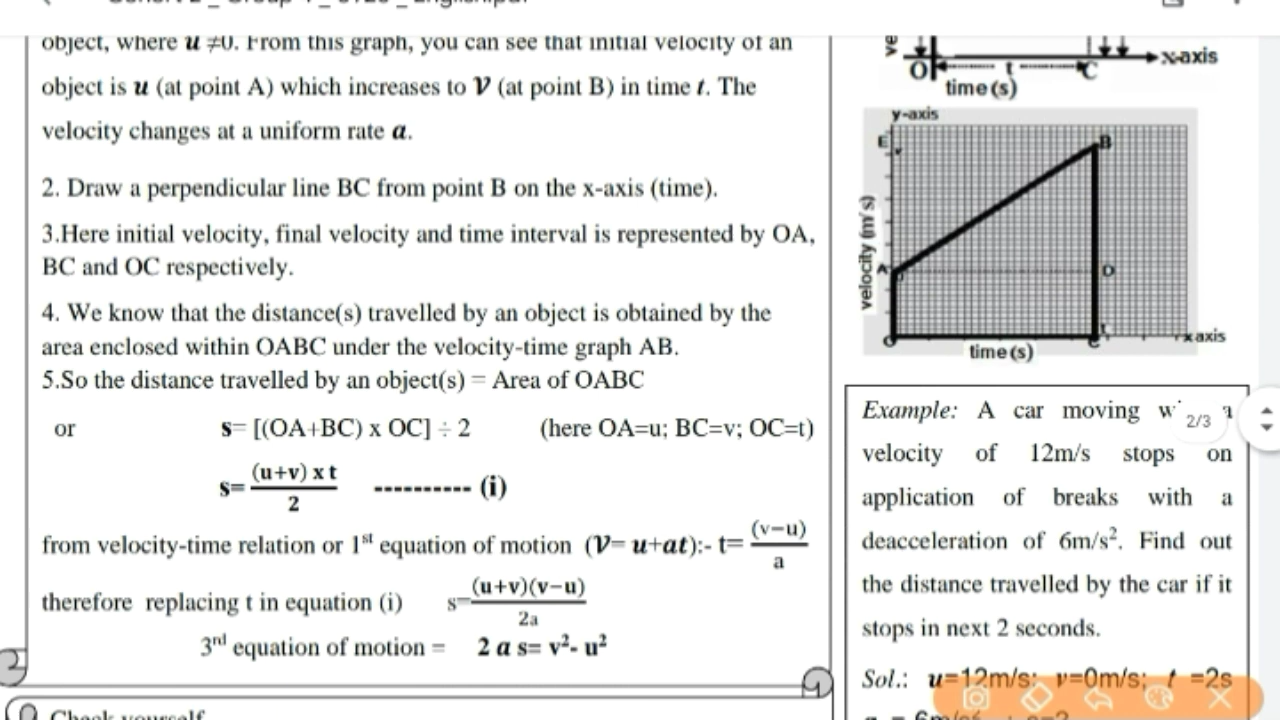 object, where u ≠0. From this graph, you can see that initial velocity of an
object is u (at point A) which increases to V (at point B) in time t. The
velocity changes at a uniform rate a.
2. Draw a perpendicular line BC from point B on the x-axis (time).
3.Here initial velocity, final velocity and time interval is represented by OA,
BC and OC respectively.
4. We know that the distance(s) travelled by an object is obtained by the
area enclosed within OABC under the velocity-time graph AB.
5.So the distance travelled by an object(s) = Area of OABC
or s= [(OA+BC) x OC] ÷ 2 (here OA=u; BC=v; OC=t)
s= (u+v) x t / 2 ---------- (i)
from velocity-time relation or 1st equation of motion (V= u+at):- t= (v−u) / a
therefore replacing t in equation (i) s= (u+v)(v−u) / 2a
3rd equation of motion = 2 a s= v²- u²
Check yourself
O t C x-axis
time (s)
y-axis
E
B
velocity (m/s)
A
D
O C x axis
time (s)
Example: A car moving
2/3
velocity of 12m/s stops on
application of breaks with a
deacceleration of 6m/s². Find out
the distance travelled by the car if it
stops in next 2 seconds.
Sol.: u=12m/s; v=0m/s; t =2s